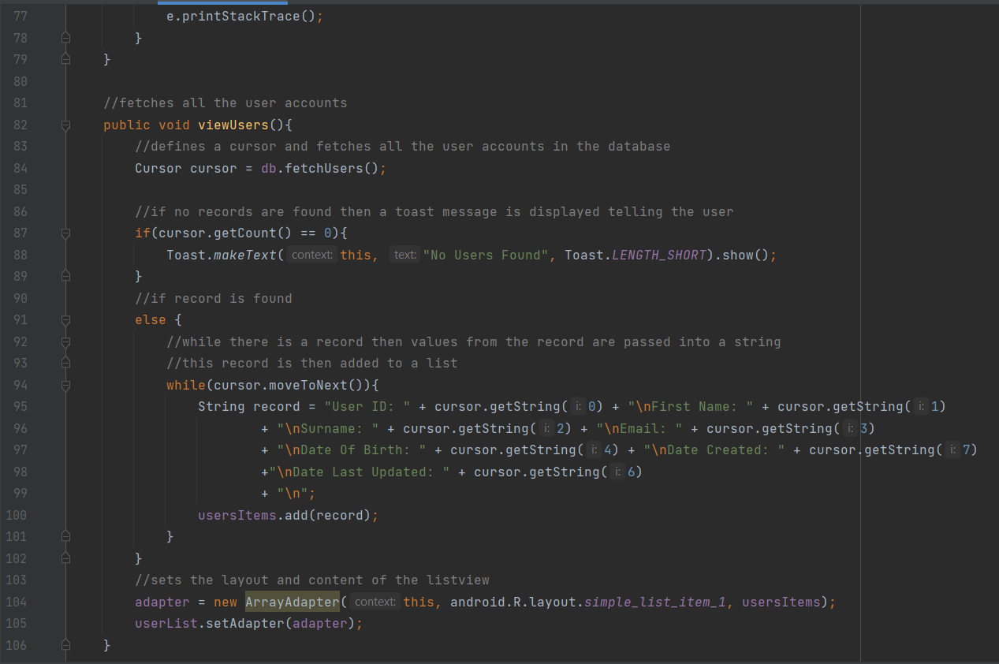 77 e.printStackTrace();
78 }
79 }
80
81 //fetches all the user accounts
82 public void viewUsers(){
83 //defines a cursor and fetches all the user accounts in the database
84 Cursor cursor = db.fetchUsers();
85
86 //if no records are found then a toast message is displayed telling the user
87 if(cursor.getCount() == 0){
88 Toast.makeText( context: this, text: "No Users Found", Toast.LENGTH_SHORT).show();
89 }
90 //if record is found
91 else {
92 //while there is a record then values from the record are passed into a string
93 //this record is then added to a list
94 while(cursor.moveToNext()){
95 String record = "User ID: " + cursor.getString( i: 0) + "\nFirst Name: " + cursor.getString( i: 1)
96 + "\nSurname: " + cursor.getString( i: 2) + "\nEmail: " + cursor.getString( i: 3)
97 + "\nDate Of Birth: " + cursor.getString( i: 4) + "\nDate Created: " + cursor.getString( i: 7)
98 +"\nDate Last Updated: " + cursor.getString( i: 6)
99 + "\n";
100 usersItems.add(record);
101 }
102 }
103 //sets the layout and content of the listview
104 adapter = new ArrayAdapter( context: this, android.R.layout.simple_list_item_1, usersItems);
105 userList.setAdapter(adapter);
106 }